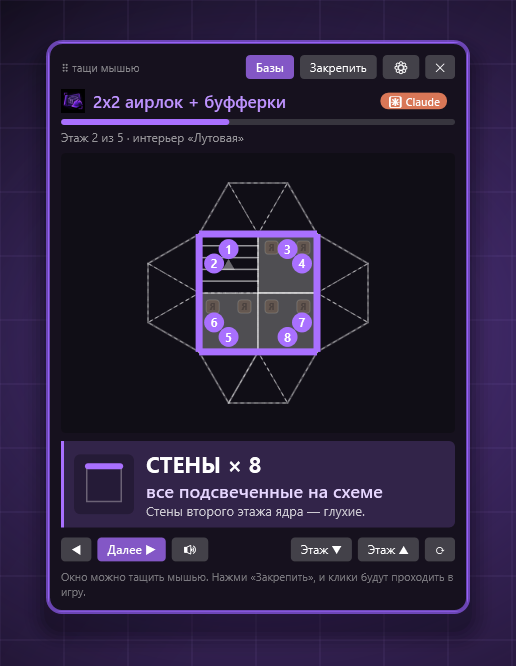 тащи мышью
Базы
Закрепить
2x2 аирлок + буфферки
Claude
Этаж 2 из 5 · интерьер «Лутовая»
1
2
3
4
Я Я
Я Я Я Я
6
5
7
8
СТЕНЫ × 8
все подсвеченные на схеме
Стены второго этажа ядра — глухие.
Далее ▶
Этаж ▼
Этаж ▲
Окно можно тащить мышью. Нажми «Закрепить», и клики будут проходить в
игру.